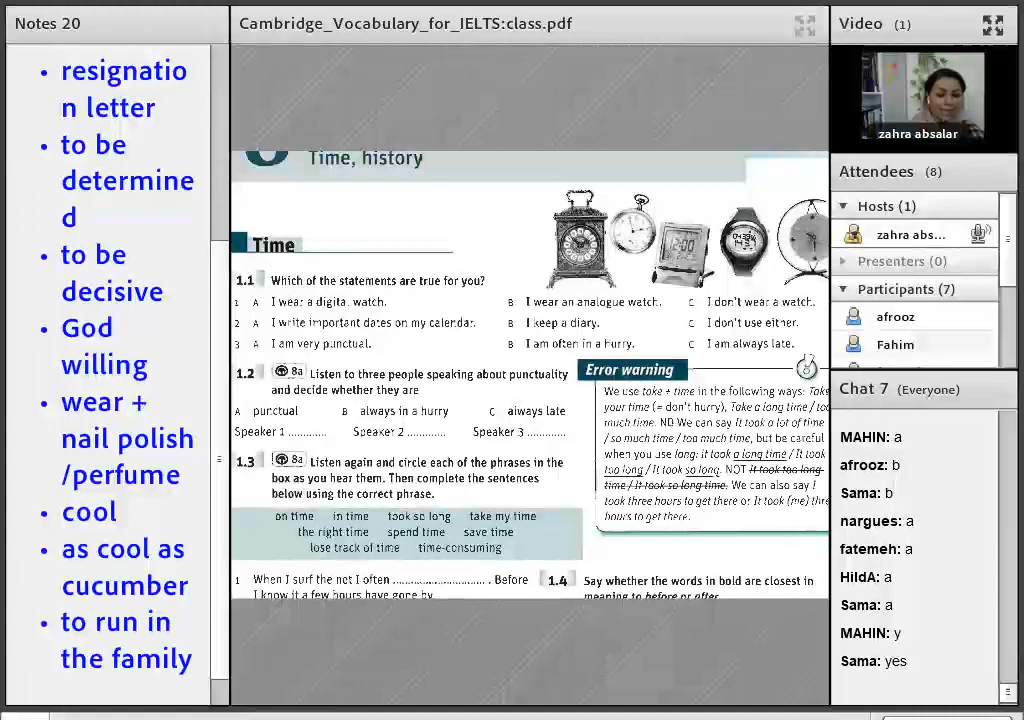 Notes 20
resignatio
n letter
to be
determine
d
to be
decisive
God
willing
wear +
nail polish
/perfume
cool
as cool as
cucumber
to run in
the family
Cambridge_Vocabulary_for_IELTS:class.pdf
Time, history
Time
1.1 Which of the statements are true for you?
1 A I wear a digital watch. B I wear an analogue watch. C I don't wear a watch.
2 A I write important dates on my calendar. B I keep a diary. C I don't use either.
3 A I am very punctual. B I am often in a hurry. C I am always late.
1.2 8a Listen to three people speaking about punctuality
and decide whether they are
A punctual B always in a hurry C always late
Speaker 1 ............ Speaker 2 ............ Speaker 3 ............
1.3 8a Listen again and circle each of the phrases in the
box as you hear them. Then complete the sentences
below using the correct phrase.
on time in time took so long take my time
the right time spend time save time
lose track of time time-consuming
1 When I surf the net I often ............................ . Before
I know it a few hours have gone by.
Error warning
We use take + time in the following ways: Take
your time (= don't hurry), Take a long time / too
much time. NB We can say It took a lot of time
/ so much time / too much time, but be careful
when you use long: it took a long time / It took
too long / It took so long. NOT It took too long
time / It took so long time. We can also say I
took three hours to get there or It took (me) thre
hours to get there.
1.4 Say whether the words in bold are closest in
meaning to before or after.
Video (1)
zahra absalar
Attendees (8)
Hosts (1)
zahra abs...
Presenters (0)
Participants (7)
afrooz
Fahim
Chat 7 (Everyone)
MAHIN: a
afrooz: b
Sama: b
nargues: a
fatemeh: a
HildA: a
Sama: a
MAHIN: y
Sama: yes